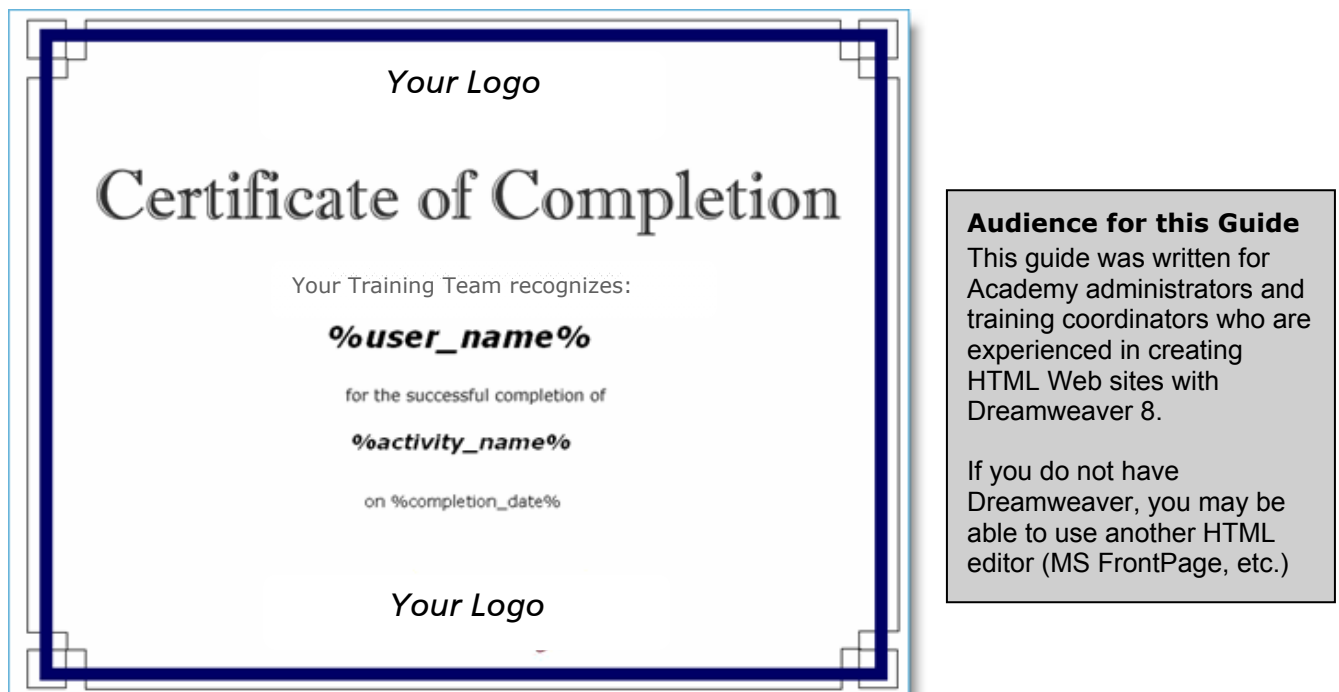 Your Logo
Certificate of Completion
Your Training Team recognizes:
%user_name%
for the successful completion of
%activity_name%
on %completion_date%
Your Logo
Audience for this Guide
This guide was written for
Academy administrators and
training coordinators who are
experienced in creating
HTML Web sites with
Dreamweaver 8.
If you do not have
Dreamweaver, you may be
able to use another HTML
editor (MS FrontPage, etc.)